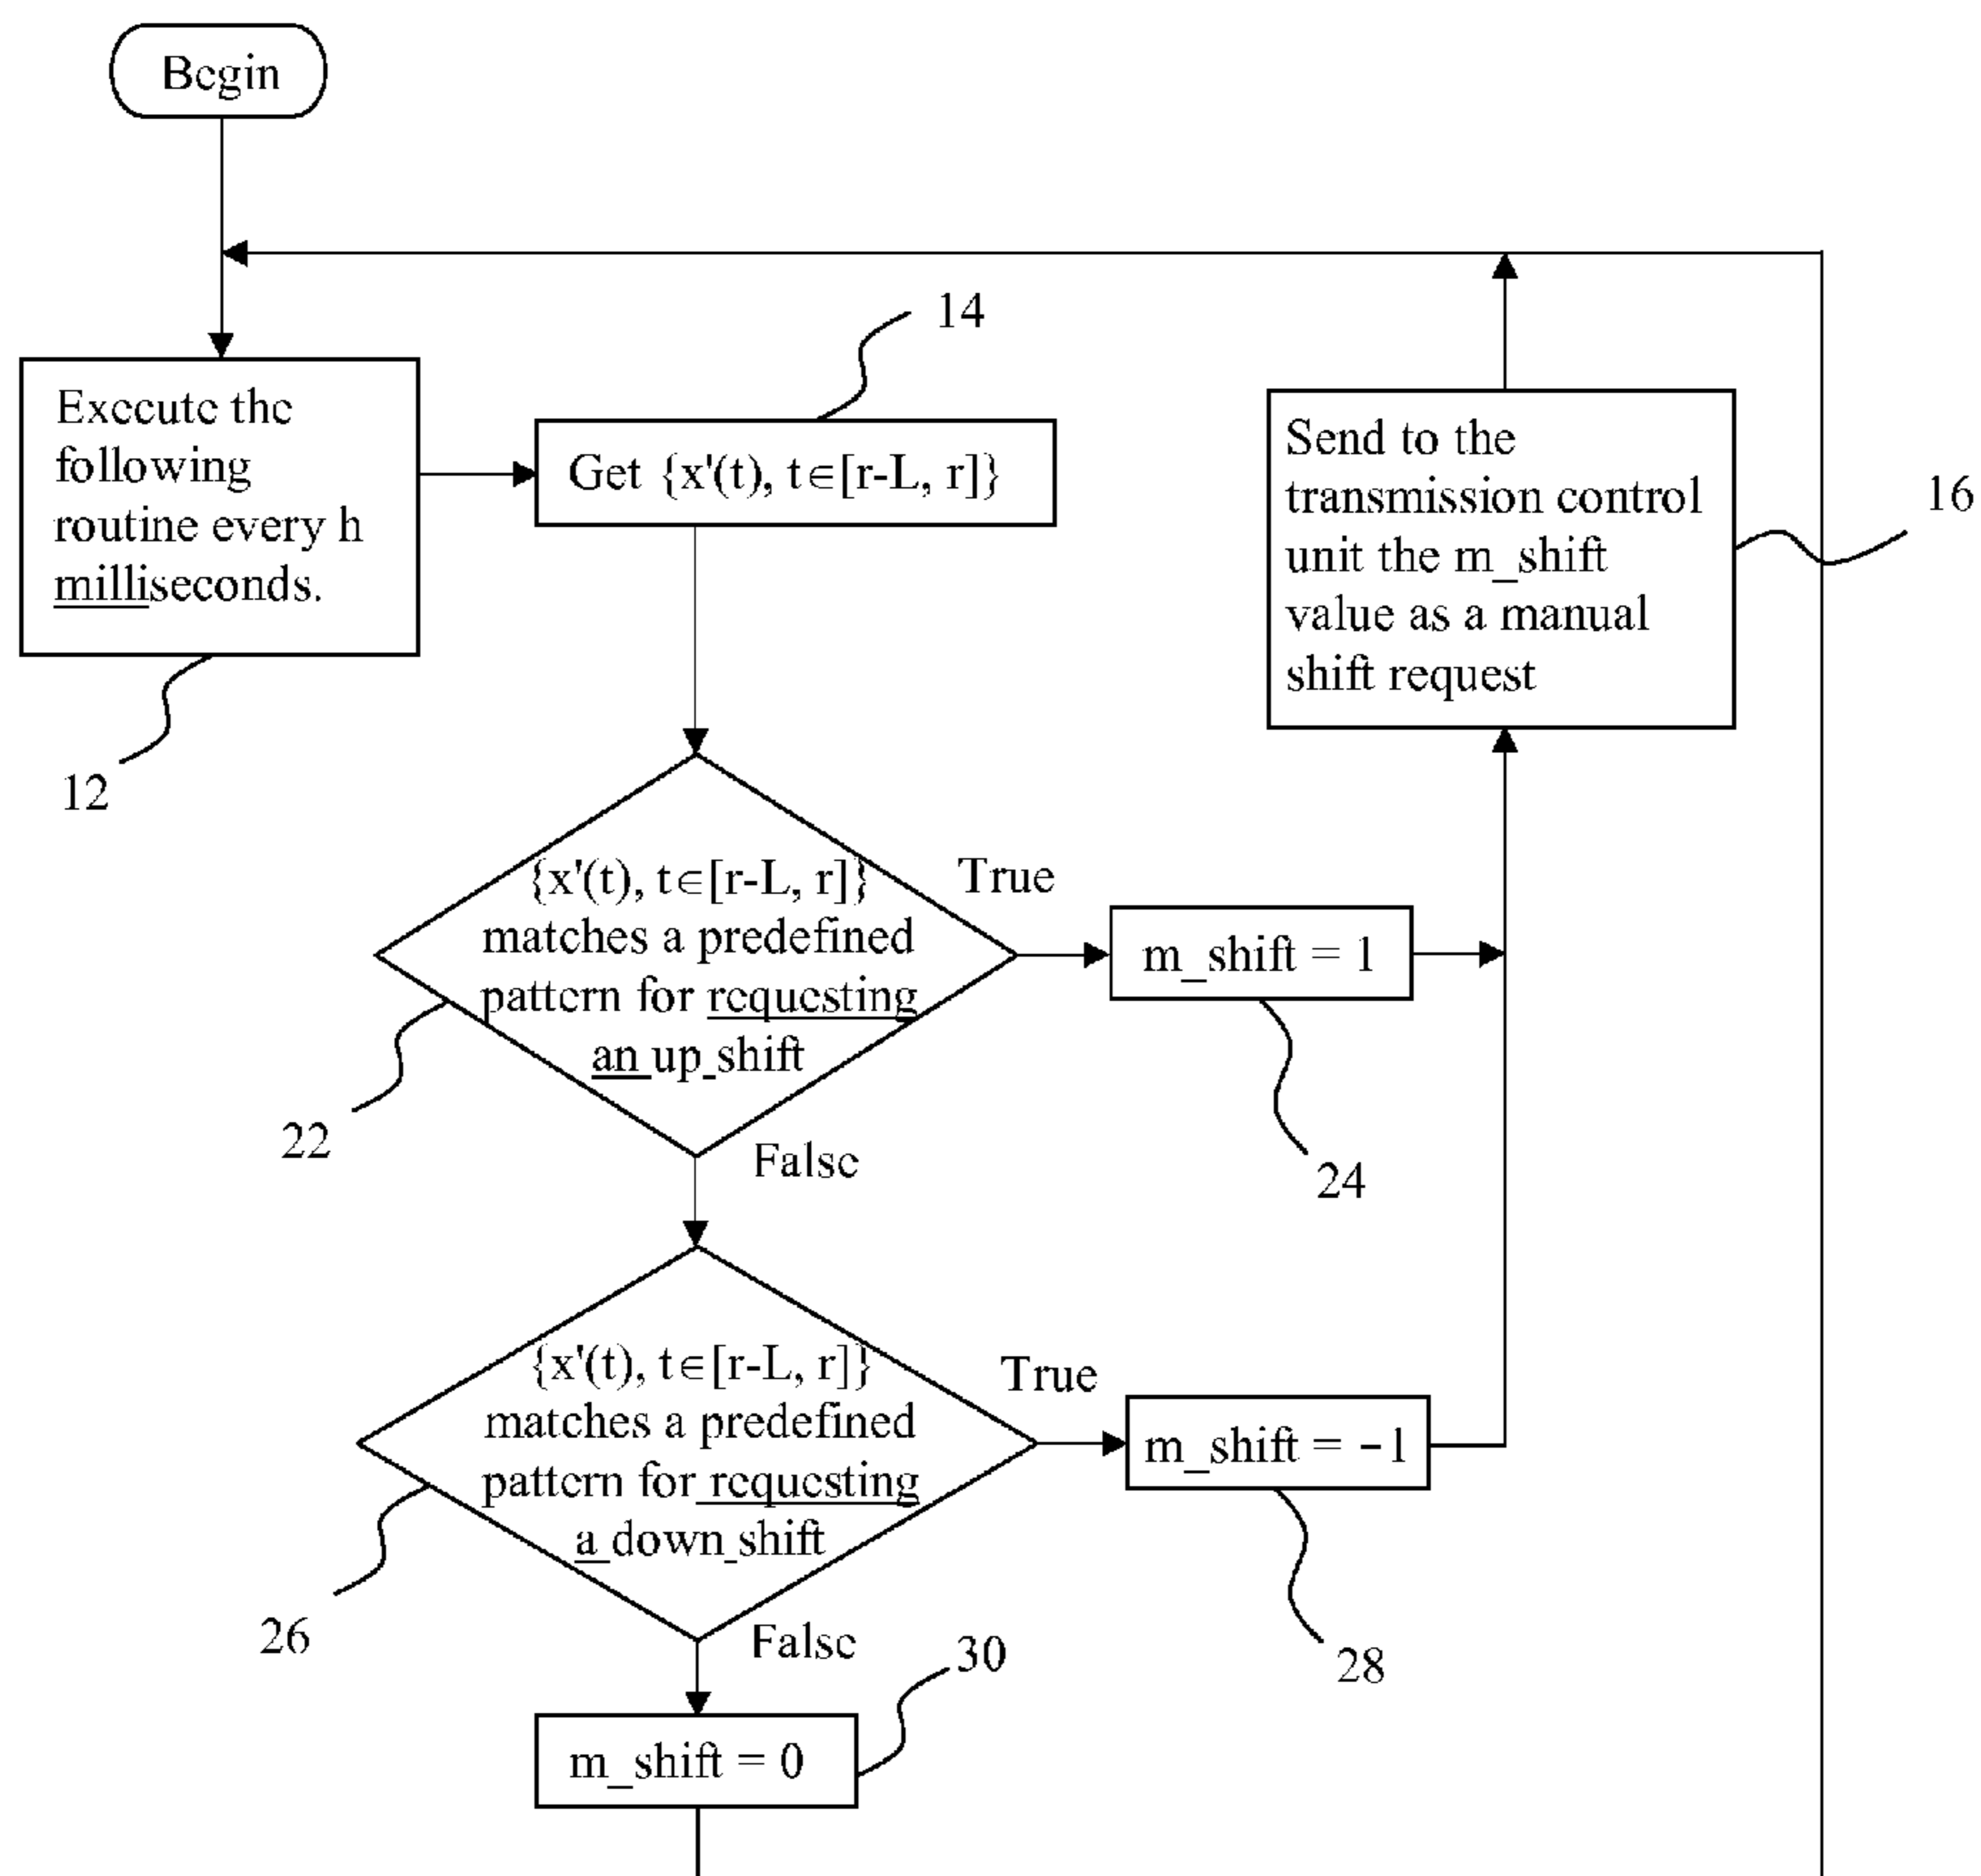 Begin
14
Execute the
following
routine every h
milliseconds.
Get {x'(t), t∈[r-L, r]}
Send to the
transmission control
unit the m_shift
value as a manual
shift request
16
12
{x'(t), t∈[r-L, r]}
matches a predefined
pattern for requesting
an up shift
True
m_shift = 1
22
False
24
{x'(t), t∈[r-L, r]}
matches a predefined
pattern for requesting
a down shift
True
m_shift = -1
26
False
30
28
m_shift = 0